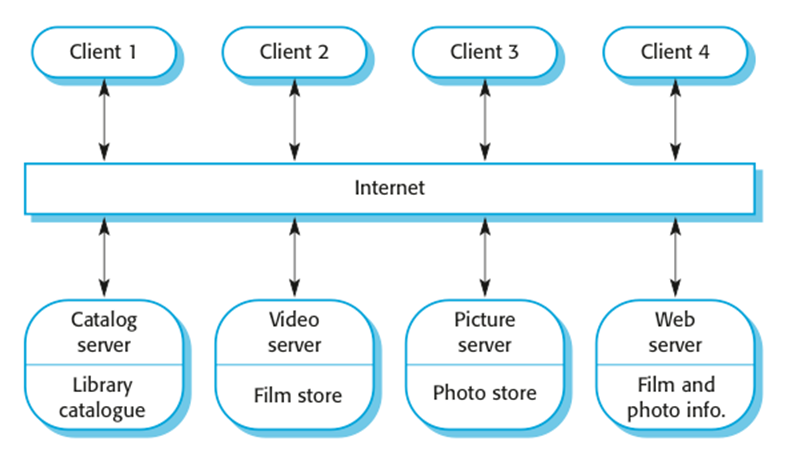 Client 1
Client 2
Client 3
Client 4
Internet
Catalog
server
Library
catalogue
Video
server
Film store
Picture
server
Photo store
Web
server
Film and
photo info.